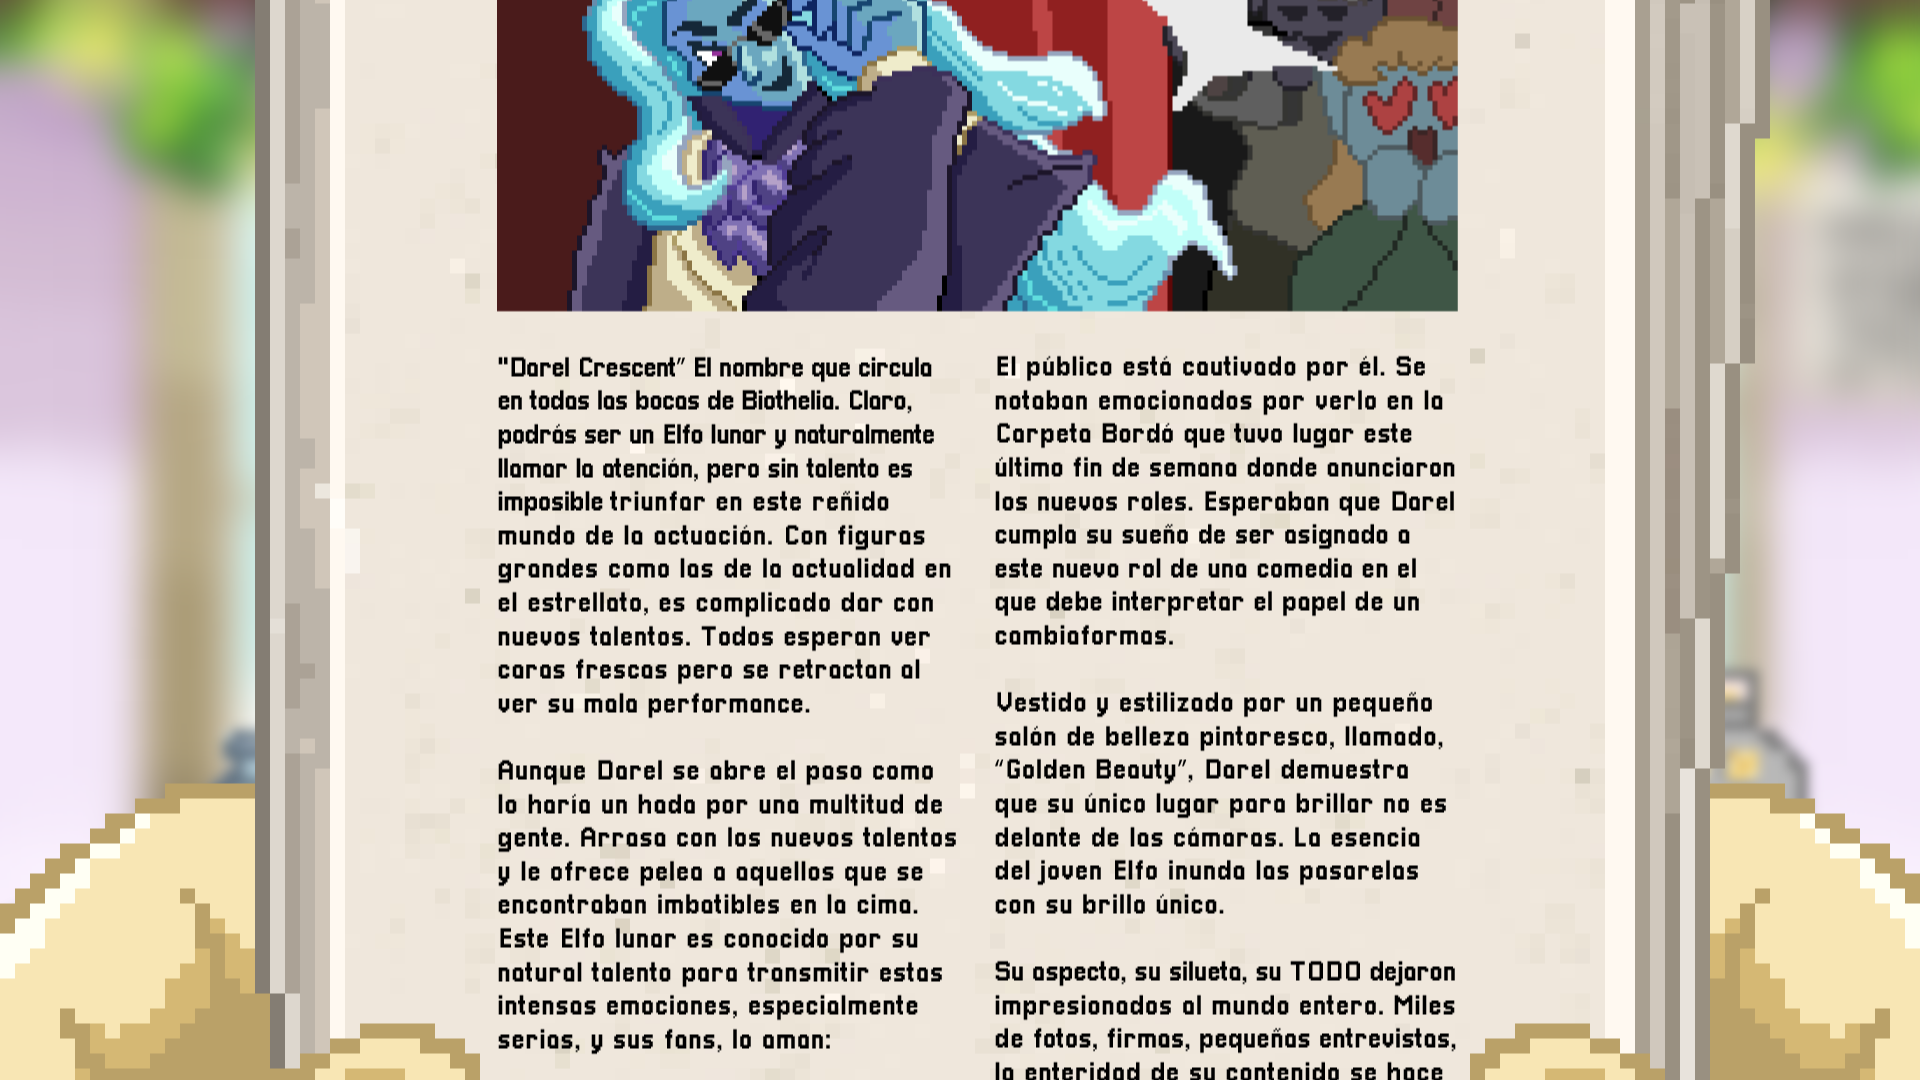 "Darel Crescent” El nombre que circula
en todas las bocas de Biothelia. Claro,
podrás ser un Elfo lunar y naturalmente
llamar la atención, pero sin talento es
imposible triunfar en este reñido
mundo de la actuación. Con figuras
grandes como las de la actualidad en
el estrellato, es complicado dar con
nuevos talentos. Todos esperan ver
caras frescas pero se retractan al
ver su mala performance.
Aunque Darel se abre el paso como
lo haría un hada por una multitud de
gente. Arrasa con los nuevos talentos
y le ofrece pelea a aquellos que se
encontraban imbatibles en la cima.
Este Elfo lunar es conocido por su
natural talento para transmitir estas
intensas emociones, especialmente
serias, y sus fans, lo aman:
El público está cautivado por él. Se
notaban emocionados por verlo en la
Carpeta Bordó que tuvo lugar este
último fin de semana donde anunciaron
los nuevos roles. Esperaban que Darel
cumpla su sueño de ser asignado a
este nuevo rol de una comedia en el
que debe interpretar el papel de un
cambiaformas.
Vestido y estilizado por un pequeño
salón de belleza pintoresco, llamado,
“Golden Beauty”, Darel demuestra
que su único lugar para brillar no es
delante de las cámaras. La esencia
del joven Elfo inunda las pasarelas
con su brillo único.
Su aspecto, su silueta, su TODO dejaron
impresionados al mundo entero. Miles
de fotos, firmas, pequeñas entrevistas,
la enteridad de su contenido se hace